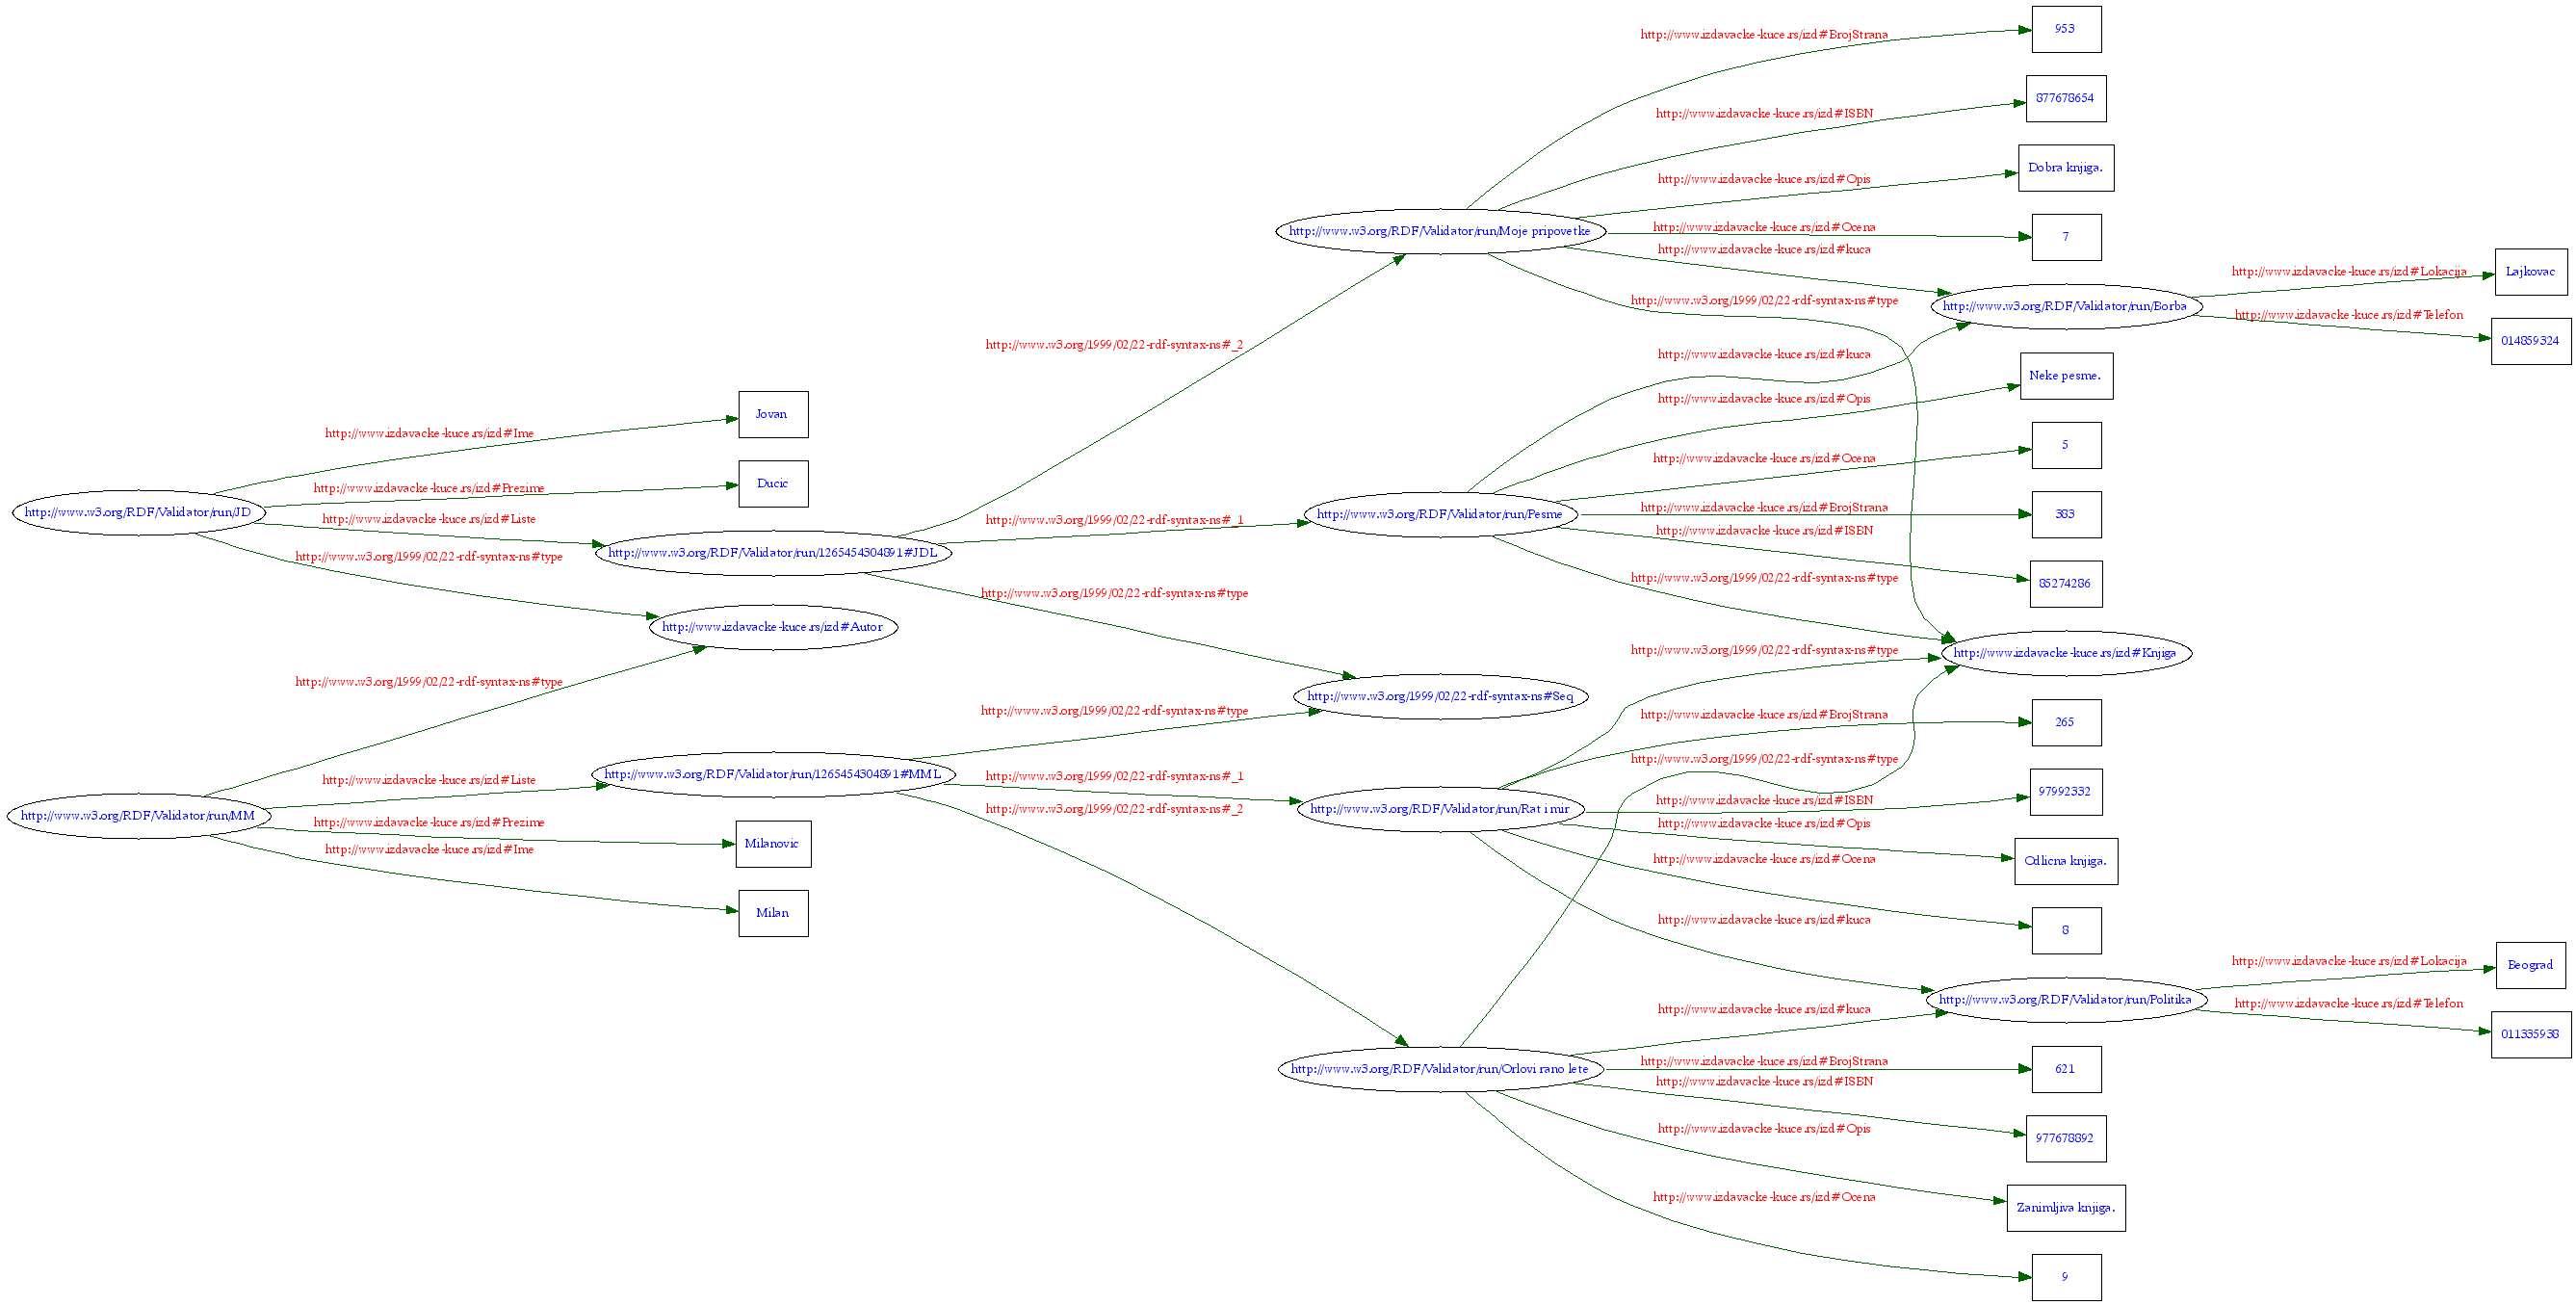 http://www.izdavacke-kuce.rs/izd#BrojStrana
953
877678654
http://www.izdavacke-kuce.rs/izd#ISBN
Dobra knjiga.
http://www.izdavacke-kuce.rs/izd#Opis
http://www.w3.org/RDF/Validator/run/Moje pripovetke
http://www.izdavacke-kuce.rs/izd#Ocena
7
http://www.izdavacke-kuce.rs/izd#kuca
http://www.izdavacke-kuce.rs/izd#Lokacija
Lajkovac
http://www.w3.org/1999/02/22-rdf-syntax-ns#type
http://www.w3.org/RDF/Validator/run/Borba
http://www.izdavacke-kuce.rs/izd#Telefon
014859324
http://www.w3.org/1999/02/22-rdf-syntax-ns#_2
http://www.izdavacke-kuce.rs/izd#kuca
Neke pesme.
http://www.izdavacke-kuce.rs/izd#Opis
Jovan
http://www.izdavacke-kuce.rs/izd#Ime
5
http://www.izdavacke-kuce.rs/izd#Ocena
Ducic
http://www.izdavacke-kuce.rs/izd#Prezime
http://www.w3.org/RDF/Validator/run/JD
http://www.izdavacke-kuce.rs/izd#Liste
http://www.w3.org/1999/02/22-rdf-syntax-ns#_1
http://www.w3.org/RDF/Validator/run/Pesme
http://www.izdavacke-kuce.rs/izd#BrojStrana
383
http://www.izdavacke-kuce.rs/izd#ISBN
http://www.w3.org/1999/02/22-rdf-syntax-ns#type
http://www.w3.org/RDF/Validator/run/1265454304891#JDL
http://www.w3.org/1999/02/22-rdf-syntax-ns#type
85274286
http://www.w3.org/1999/02/22-rdf-syntax-ns#type
http://www.izdavacke-kuce.rs/izd#Autor
http://www.w3.org/1999/02/22-rdf-syntax-ns#type
http://www.izdavacke-kuce.rs/izd#Knjiga
http://www.w3.org/1999/02/22-rdf-syntax-ns#type
http://www.w3.org/1999/02/22-rdf-syntax-ns#Seq
http://www.w3.org/1999/02/22-rdf-syntax-ns#type
http://www.izdavacke-kuce.rs/izd#BrojStrana
265
http://www.w3.org/1999/02/22-rdf-syntax-ns#type
http://www.izdavacke-kuce.rs/izd#Liste
http://www.w3.org/RDF/Validator/run/1265454304891#MML
http://www.w3.org/1999/02/22-rdf-syntax-ns#_1
http://www.w3.org/1999/02/22-rdf-syntax-ns#_2
http://www.w3.org/RDF/Validator/run/Rat i mir
http://www.izdavacke-kuce.rs/izd#ISBN
97992332
http://www.w3.org/RDF/Validator/run/MM
http://www.izdavacke-kuce.rs/izd#Prezime
http://www.izdavacke-kuce.rs/izd#Opis
Milanovic
http://www.izdavacke-kuce.rs/izd#Ime
http://www.izdavacke-kuce.rs/izd#Ocena
Odlicna knjiga.
Milan
http://www.izdavacke-kuce.rs/izd#kuca
8
http://www.izdavacke-kuce.rs/izd#Lokacija
Beograd
http://www.w3.org/RDF/Validator/run/Politika
http://www.izdavacke-kuce.rs/izd#kuca
http://www.izdavacke-kuce.rs/izd#Telefon
011335938
http://www.w3.org/RDF/Validator/run/Orlovi rano lete
http://www.izdavacke-kuce.rs/izd#BrojStrana
621
http://www.izdavacke-kuce.rs/izd#ISBN
http://www.izdavacke-kuce.rs/izd#Opis
977678892
http://www.izdavacke-kuce.rs/izd#Ocena
Zanimljiva knjiga.
9